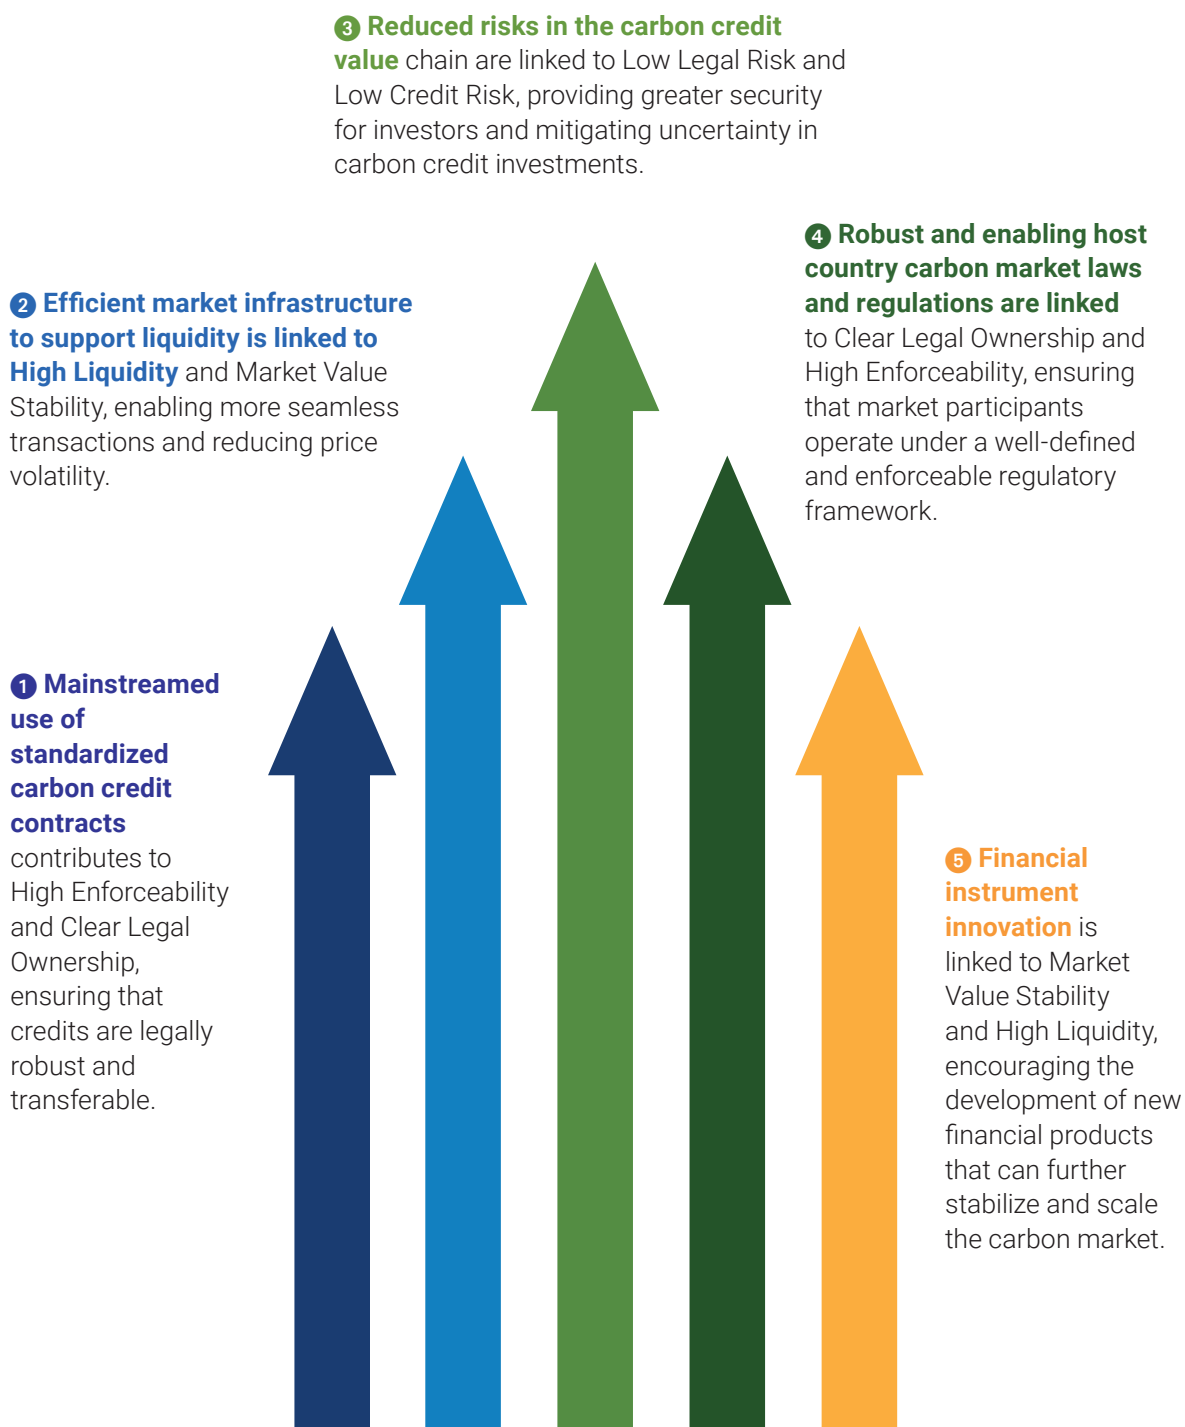 3 Reduced risks in the carbon credit
value chain are linked to Low Legal Risk and
Low Credit Risk, providing greater security
for investors and mitigating uncertainty in
carbon credit investments.
4 Robust and enabling host
country carbon market laws
and regulations are linked
to Clear Legal Ownership and
High Enforceability, ensuring
that market participants
operate under a well-defined
and enforceable regulatory
framework.
2 Efficient market infrastructure
to support liquidity is linked to
High Liquidity and Market Value
Stability, enabling more seamless
transactions and reducing price
volatility.
1 Mainstreamed
use of
standardized
carbon credit
contracts
contributes to
High Enforceability
and Clear Legal
Ownership,
ensuring that
credits are legally
robust and
transferable.
5 Financial
instrument
innovation is
linked to Market
Value Stability
and High Liquidity,
encouraging the
development of new
financial products
that can further
stabilize and scale
the carbon market.